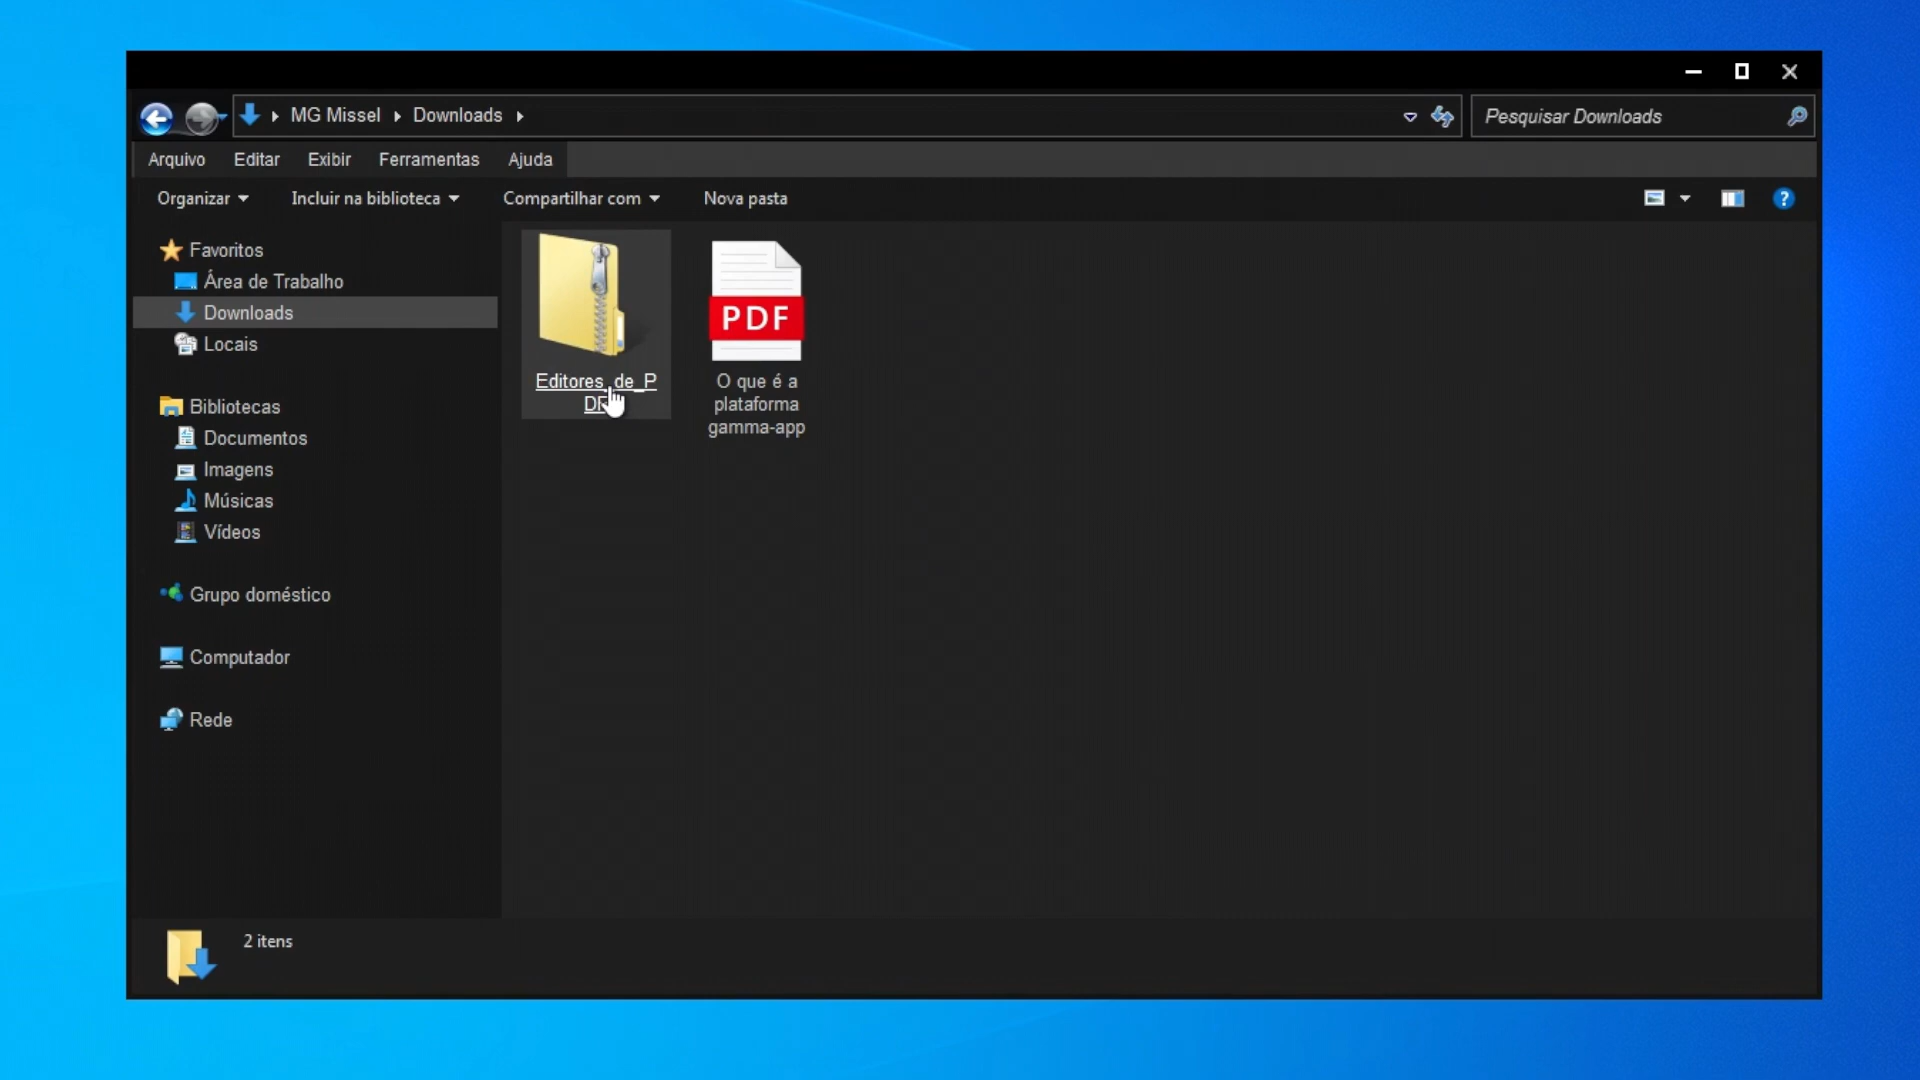 MG Missel
Downloads
Pesquisar Downloads
Arquivo Editar Exibir Ferramentas Ajuda
Organizar Incluir na biblioteca Compartilhar com Nova pasta
?
Favoritos
Área de Trabalho
Downloads
Locais
Bibliotecas
Documentos
Imagens
Músicas
Vídeos
Grupo doméstico
Computador
Rede
Editores_de_P
DF
PDF
O que é a
plataforma
gamma-app
2 itens